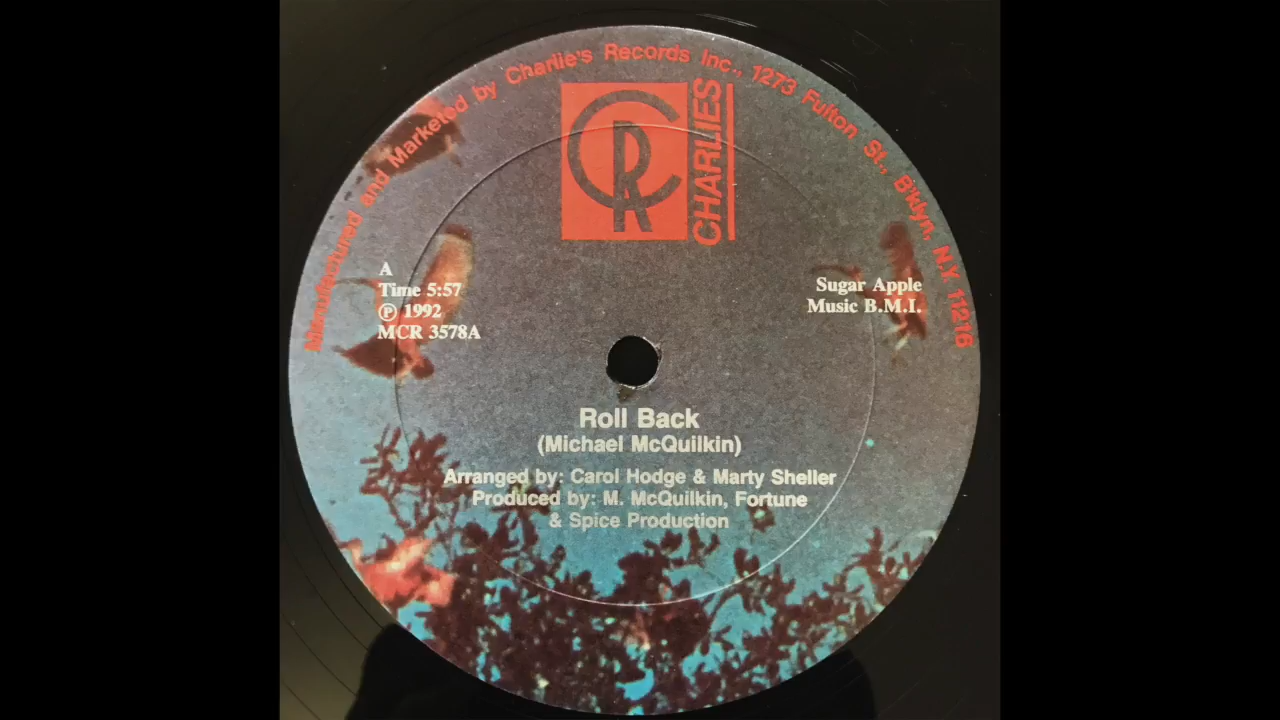 Manufactured and Marketed by Charlie's Records Inc., 1273 Fulton St., B'klyn, N.Y. 11216
CR
CHARLIES
A
Time 5:57
Ⓟ 1992
MCR 3578A
Sugar Apple
Music B.M.I.
Roll Back
(Michael McQuilkin)
Arranged by: Carol Hodge & Marty Sheller
Produced by: M. McQuilkin, Fortune
& Spice Production